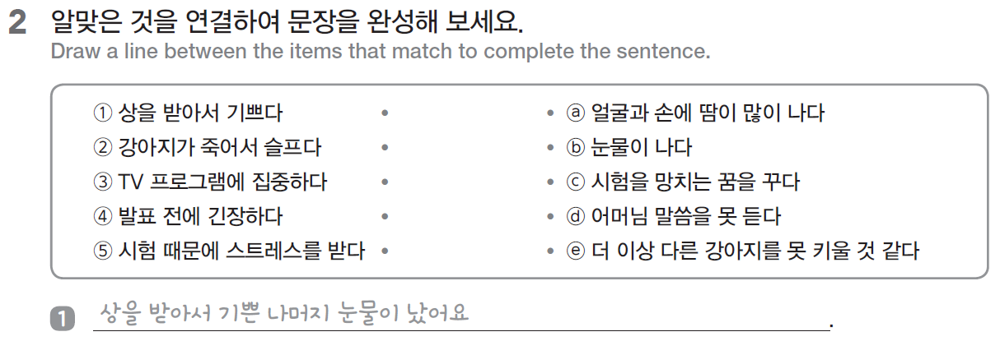 2 알맞은 것을 연결하여 문장을 완성해 보세요.
Draw a line between the items that match to complete the sentence.
① 상을 받아서 기쁘다 • • ⓐ 얼굴과 손에 땀이 많이 나다
② 강아지가 죽어서 슬프다 • • ⓑ 눈물이 나다
③ TV 프로그램에 집중하다 • • ⓒ 시험을 망치는 꿈을 꾸다
④ 발표 전에 긴장하다 • • ⓓ 어머님 말씀을 못 듣다
⑤ 시험 때문에 스트레스를 받다 • • ⓔ 더 이상 다른 강아지를 못 키울 것 같다
1 상을 받아서 기쁜 나머지 눈물이 났어요.